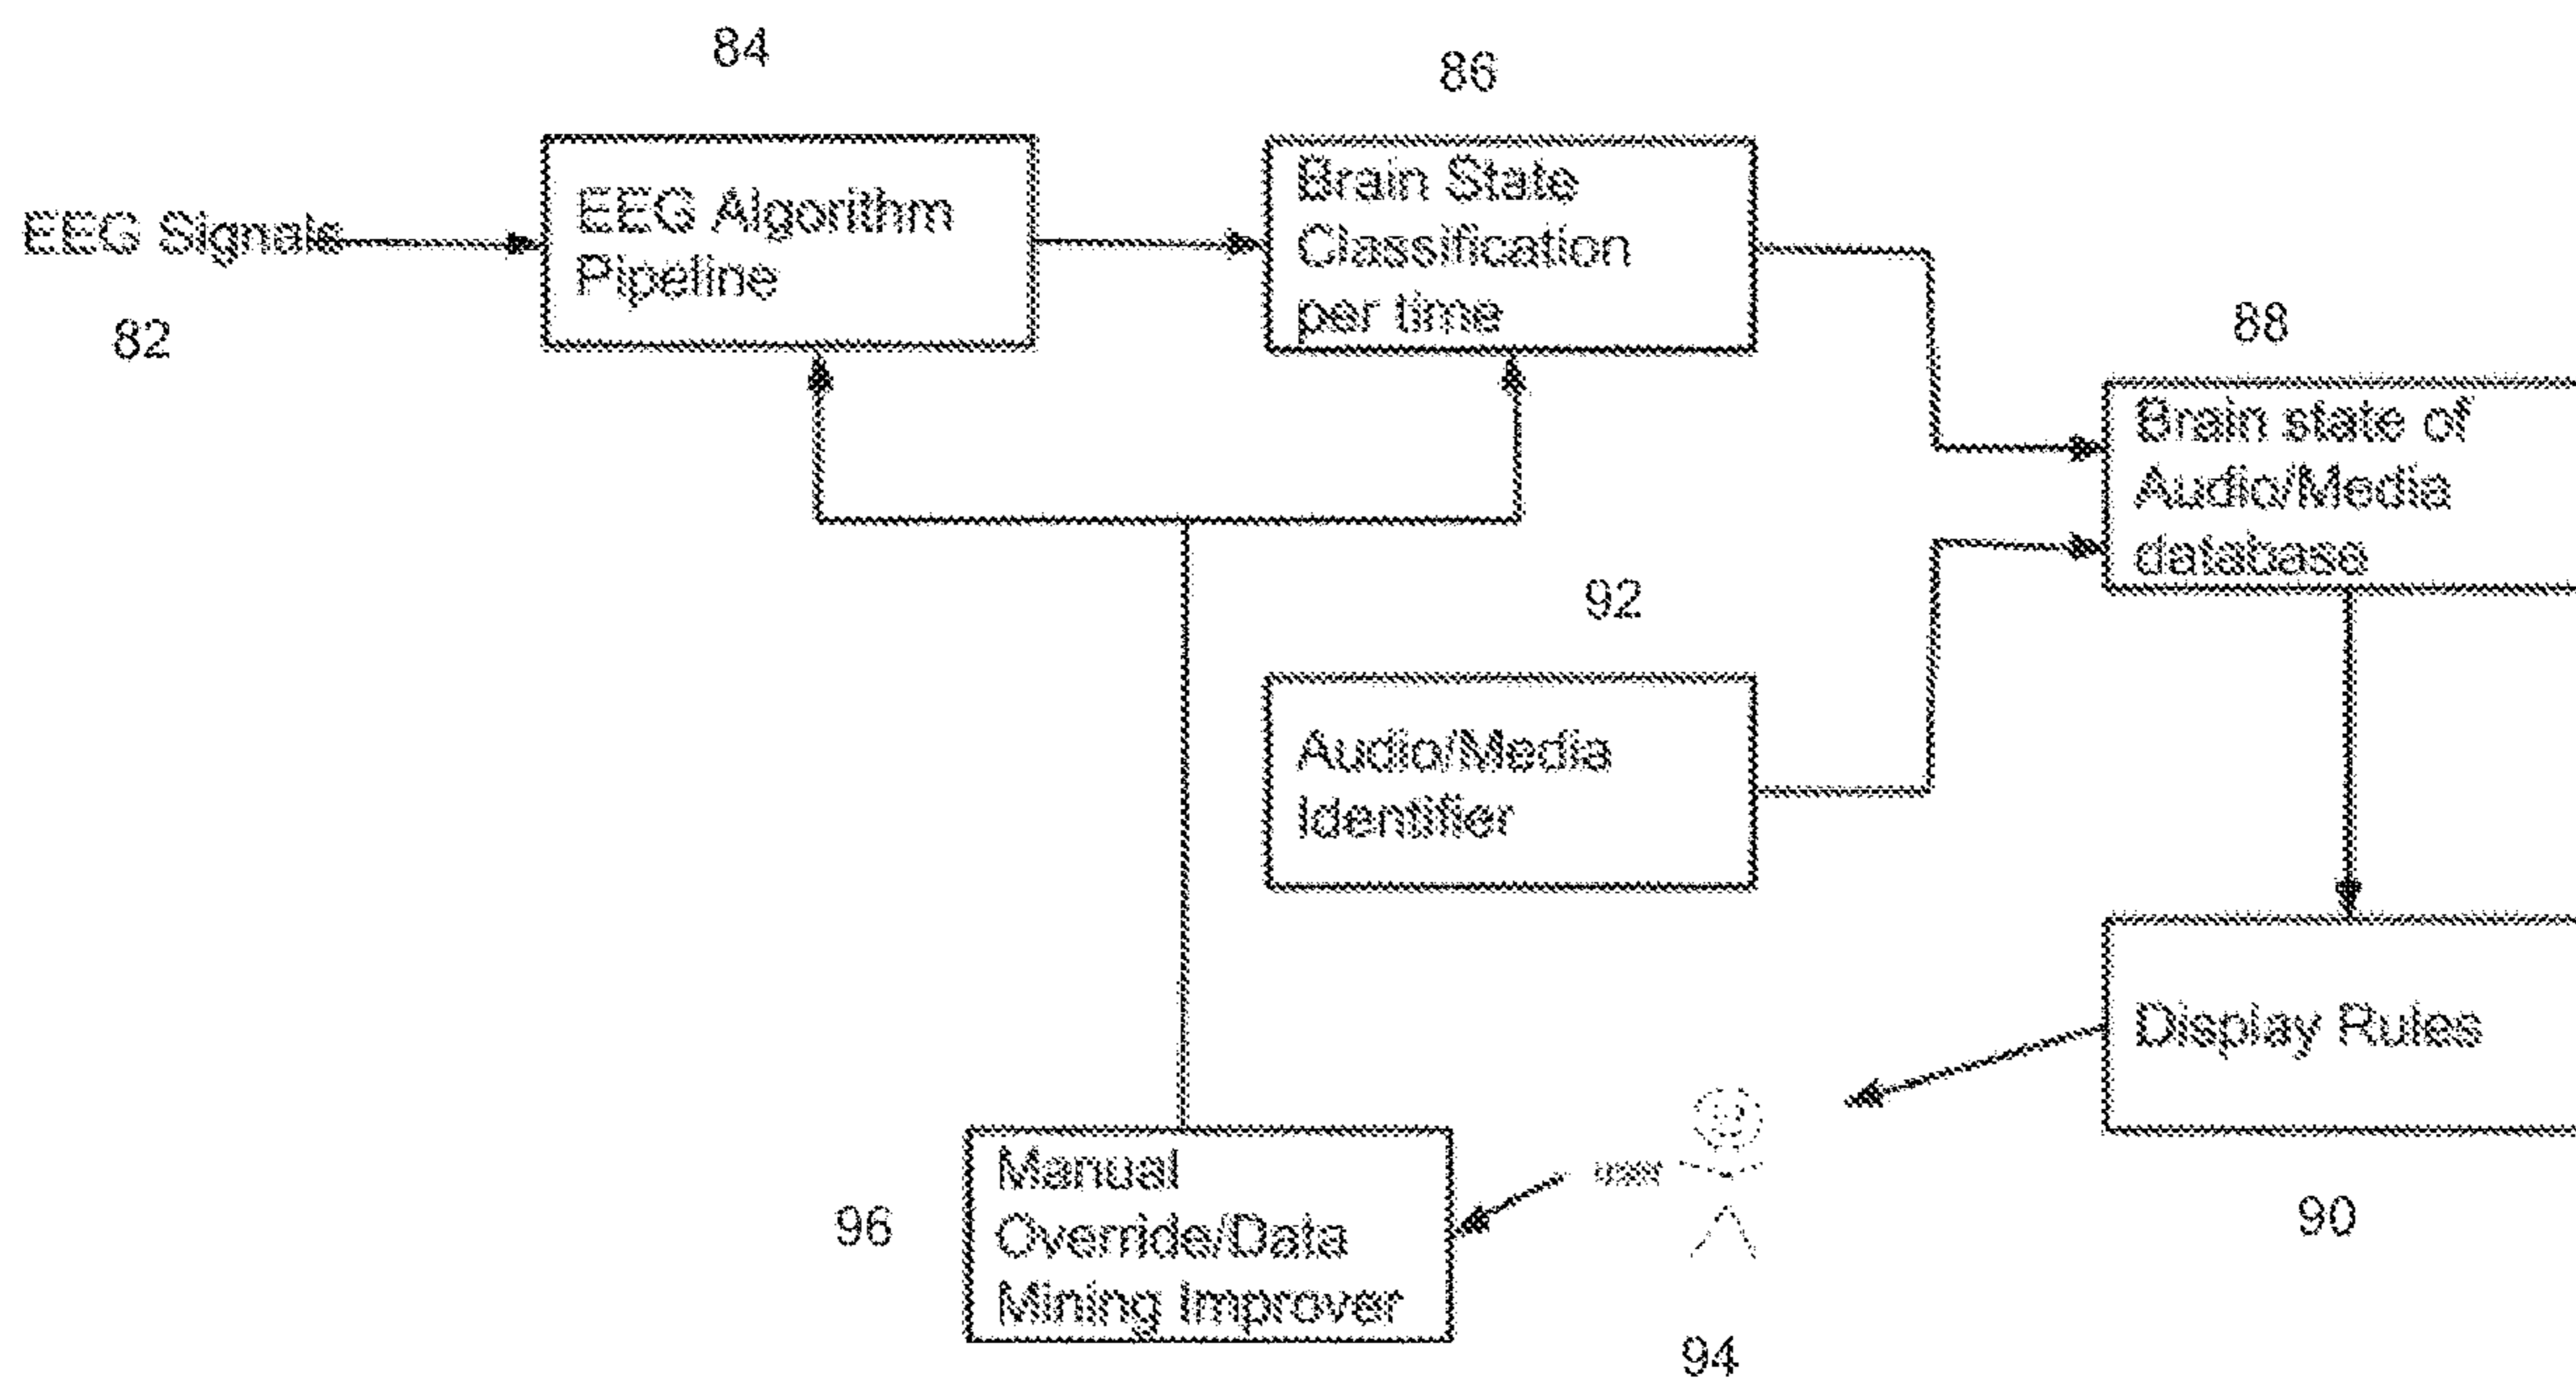 84
86
EEG Signals
EEG Algorithm
Pipeline
Brain State
Classification
per time
82
88
Brain state of
Audio/Media
database
92
Audio/Media
Identifier
Display Rules
user
Manual
Override/Data
Mining Improver
96
90
94